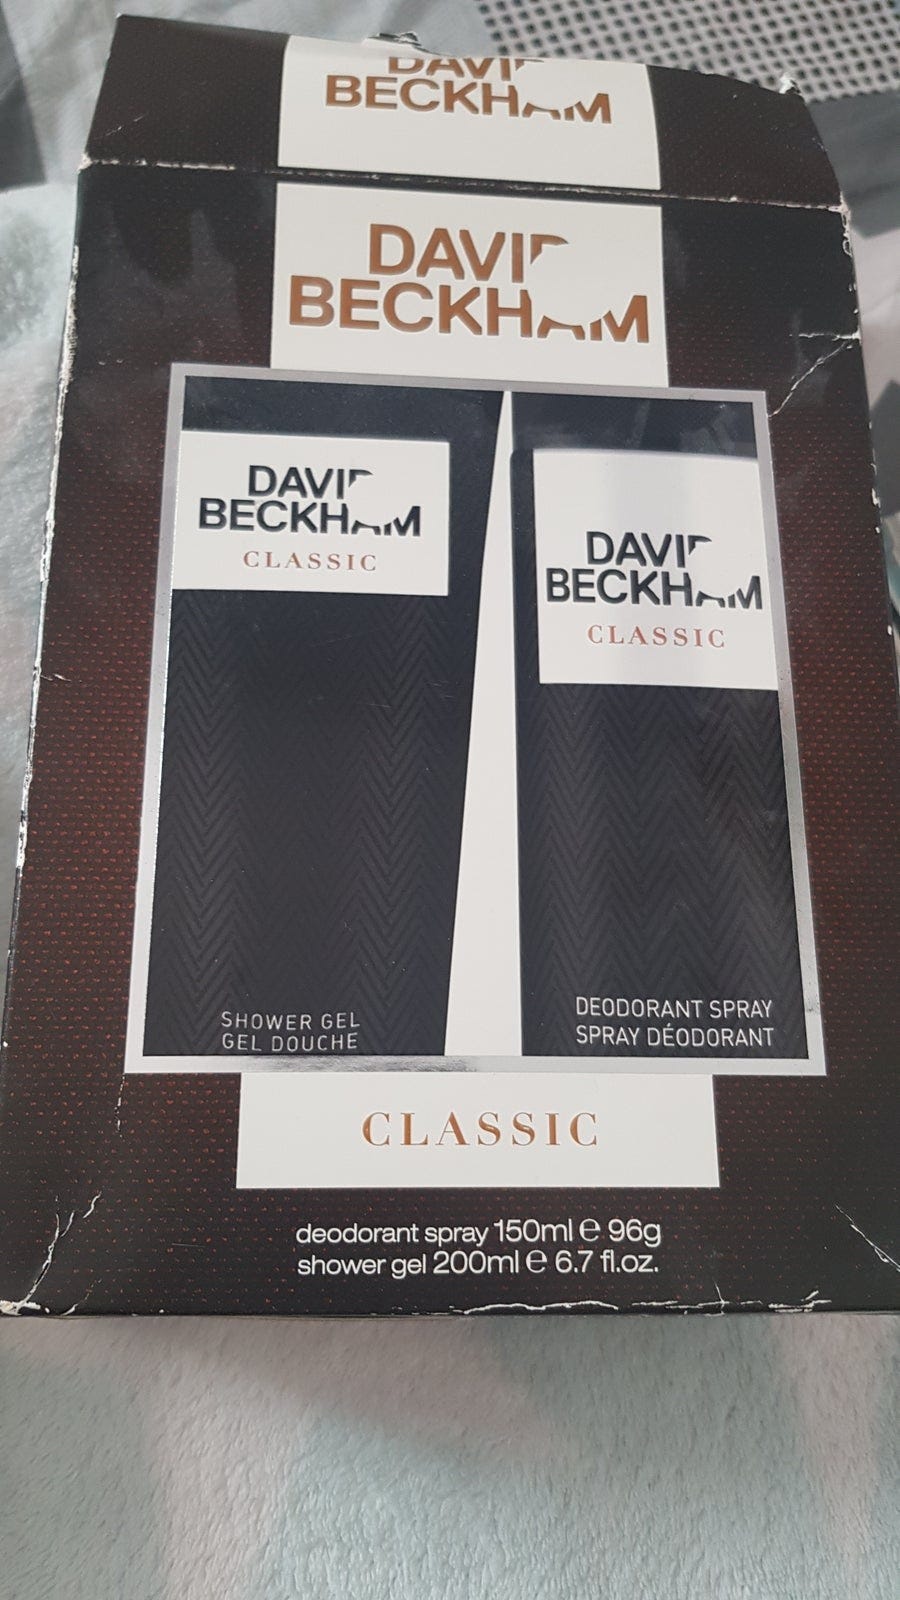 DAVID
BECKHAM
DAVID
BECKHAM
DAVID
BECKHAM
CLASSIC
DAVID
BECKHAM
CLASSIC
SHOWER GEL
GEL DOUCHE
DEODORANT SPRAY
SPRAY DÉODORANT
CLASSIC
deodorant spray 150ml ℮ 96g
shower gel 200ml ℮ 6.7 fl.oz.